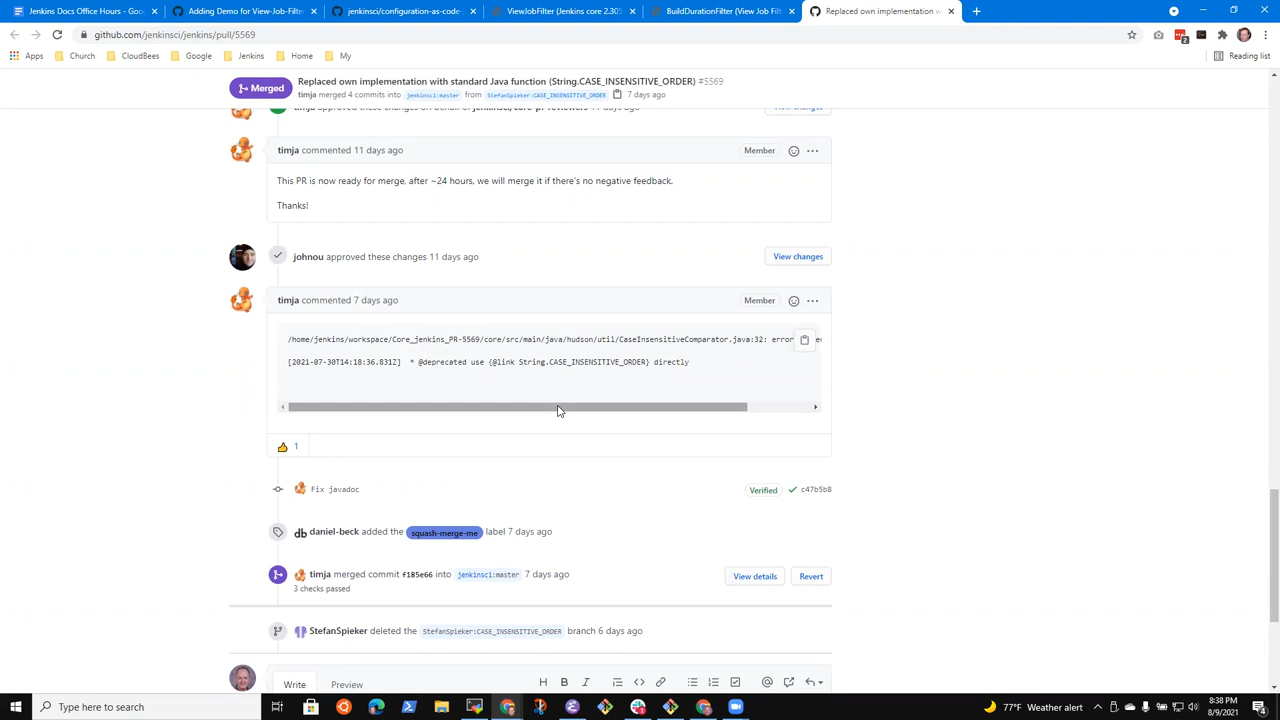 Jenkins Docs Office Hours - Goo
Adding Demo for View-Job-Filter
jenkinsci/configuration-as-code-
ViewJobFilter (Jenkins core 2.305
BuildDurationFilter (View Job Filt
Replaced own implementation w
github.com/jenkinsci/jenkins/pull/5569
Apps
Church
CloudBees
Google
Jenkins
Home
My
Reading list
Merged
Replaced own implementation with standard Java function (String.CASE_INSENSITIVE_ORDER) #5569
timja merged 4 commits into jenkinsci:master from StefanSpieker:CASE_INSENSITIVE_ORDER 7 days ago
timja commented 11 days ago
Member
This PR is now ready for merge, after ~24 hours, we will merge it if there's no negative feedback.
Thanks!
johnou approved these changes 11 days ago
View changes
timja commented 7 days ago
Member
/home/jenkins/workspace/Core_jenkins_PR-5569/core/src/main/java/hudson/util/CaseInsensitiveComparator.java:32: error
[2021-07-30T14:18:36.831Z] * @deprecated use {@link String.CASE_INSENSITIVE_ORDER} directly
1
Fix javadoc
Verified
c47b5b8
daniel-beck added the squash-merge-me label 7 days ago
timja merged commit f185e66 into jenkinsci:master 7 days ago
View details
Revert
3 checks passed
StefanSpieker deleted the StefanSpieker:CASE_INSENSITIVE_ORDER branch 6 days ago
Write
Preview
Type here to search
77°F Weather alert
8:38 PM
8/9/2021